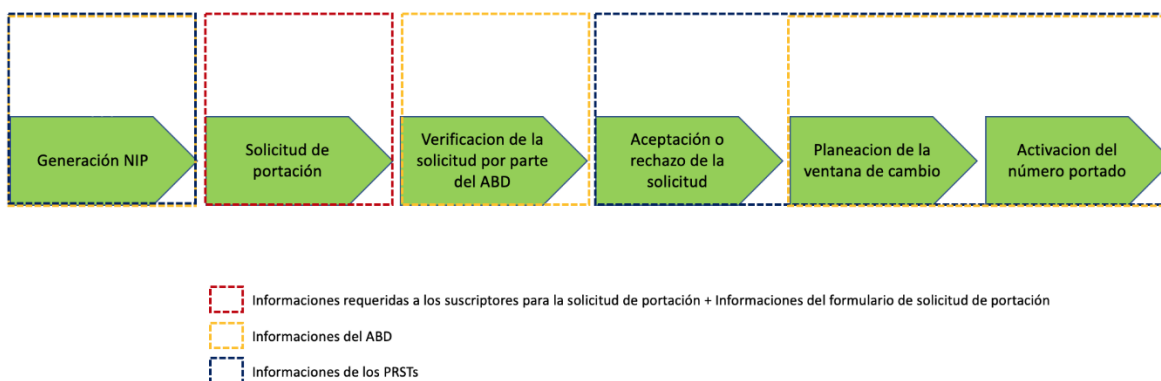 Generación NIP
Solicitud de
portación
Verificacion de la
solicitud por parte
del ABD
Aceptación o
rechazo de la
solicitud
Planeacion de la
ventana de cambio
Activacion del
número portado
Informaciones requeridas a los suscriptores para la solicitud de portación + Informaciones del formulario de solicitud de portación
Informaciones del ABD
Informaciones de los PRSTs